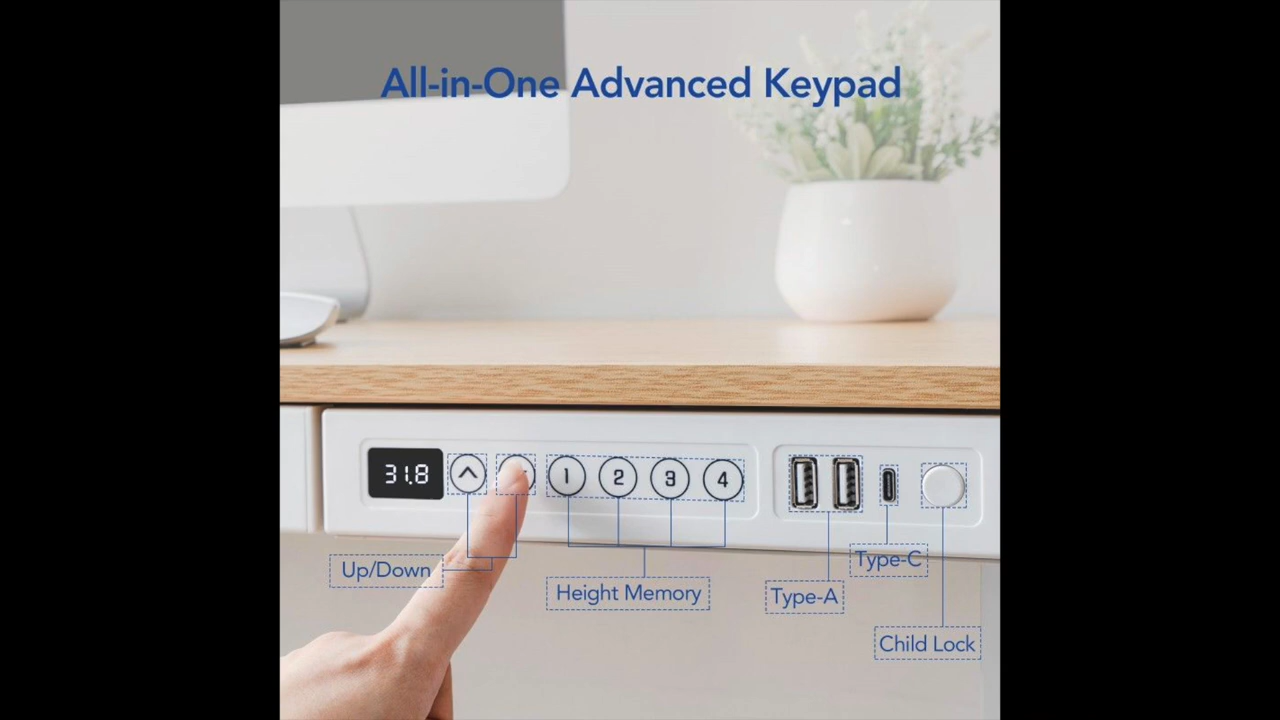 All-in-One Advanced Keypad
31.8
1 2 3 4
Up/Down
Height Memory
Type-A
Type-C
Child Lock